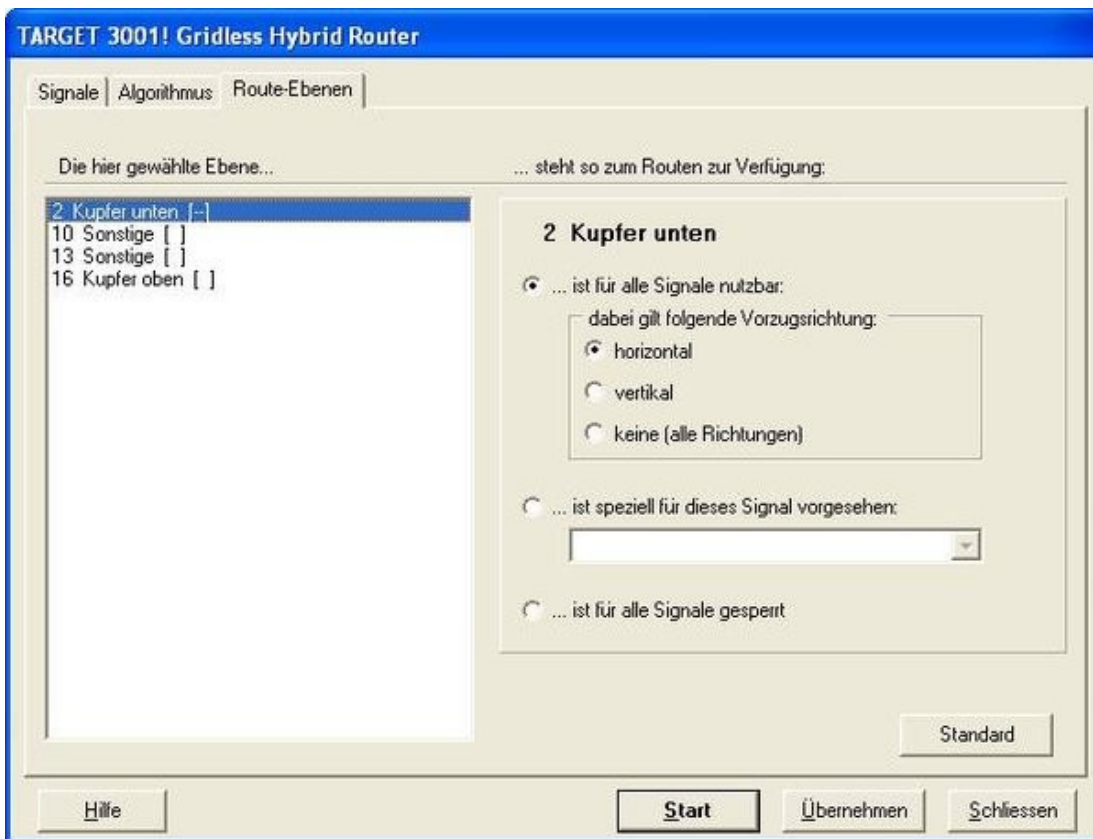 TARGET 3001! Gridless Hybrid Router
Signale Algorithmus Route-Ebenen
Die hier gewählte Ebene...
2 Kupfer unten [--]
10 Sonstige [ ]
13 Sonstige [ ]
16 Kupfer oben [ ]
... steht so zum Routen zur Verfügung:
2 Kupfer unten
... ist für alle Signale nutzbar:
dabei gilt folgende Vorzugsrichtung:
horizontal
vertikal
keine (alle Richtungen)
... ist speziell für dieses Signal vorgesehen:
... ist für alle Signale gesperrt
Standard
Hilfe Start Übernehmen Schliessen